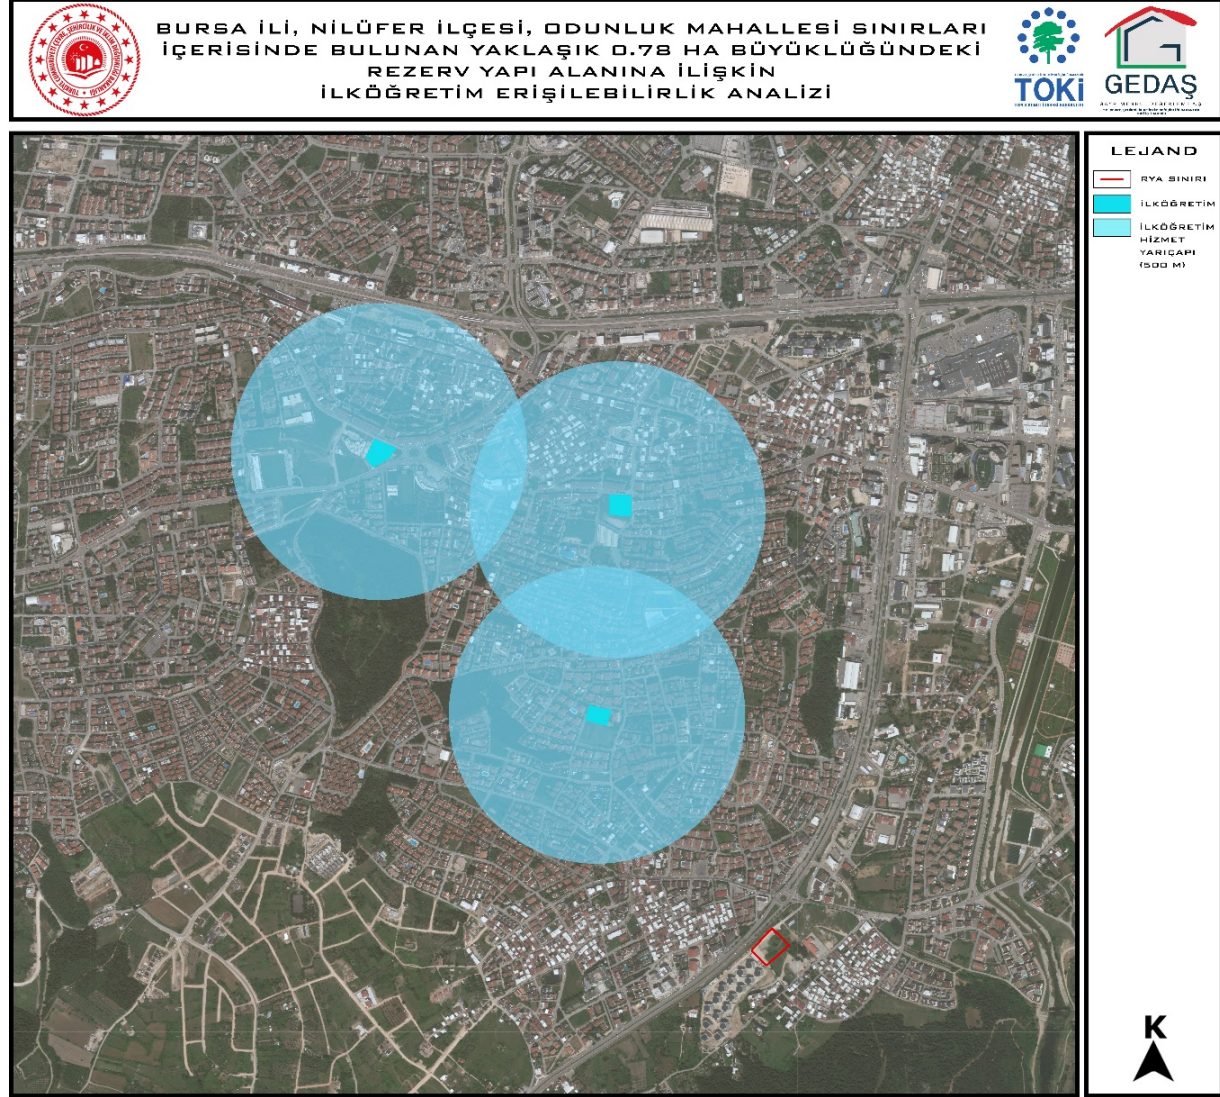 BURSA İLİ, NİLÜFER İLÇESİ, ODUNLUK MAHALLESİ SINIRLARI
İÇERİSİNDE BULUNAN YAKLAŞIK 0.78 HA BÜYÜKLÜĞÜNDEKİ
REZERV YAPI ALANINA İLİŞKİN
İLKÖĞRETİM ERİŞİLEBİLİRLİK ANALİZİ
TOKİ
GEDAŞ
LEJAND
RYA SINIRI
İLKÖĞRETİM
İLKÖĞRETİM
HİZMET
YARIÇAPI
(500 M)
K